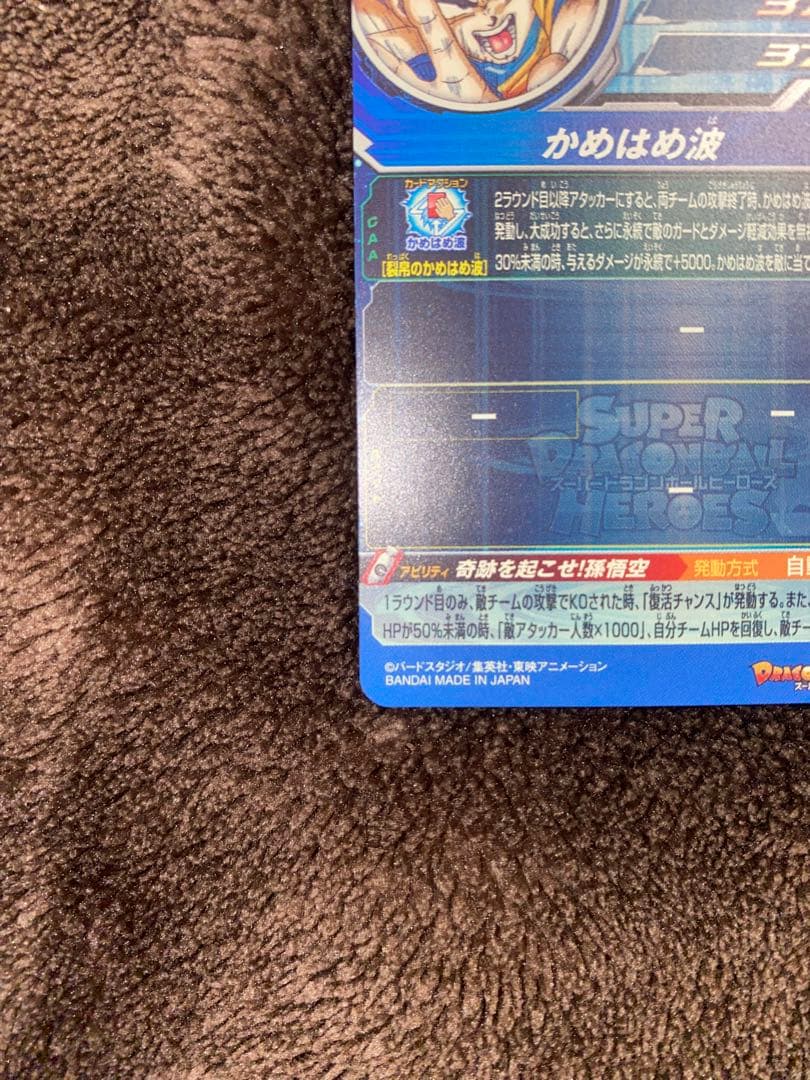 かめはめ波
カードアクション
かめはめ波
[裂帛のかめはめ波]
CAA
2ラウンド目以降アタッカーにすると、両チームの攻撃終了時、かめはめ波
発動し、大成功すると、さらに永続で敵のガードとダメージ軽減効果を無
30%未満の時、与えるダメージが永続で+5000。かめはめ波を敵に当て
SUPER
DRAGONBALL
スーパードラゴンボールヒーローズ
HEROES
アビリティ 奇跡を起こせ!孫悟空 発動方式 自
1ラウンド目のみ、敵チームの攻撃でKOされた時、「復活チャンス」が発動する。また、
HPが50%未満の時、「敵アタッカー人数×1000」、自分チームHPを回復し、敵チー
©バードスタジオ/集英社・東映アニメーション
BANDAI MADE IN JAPAN